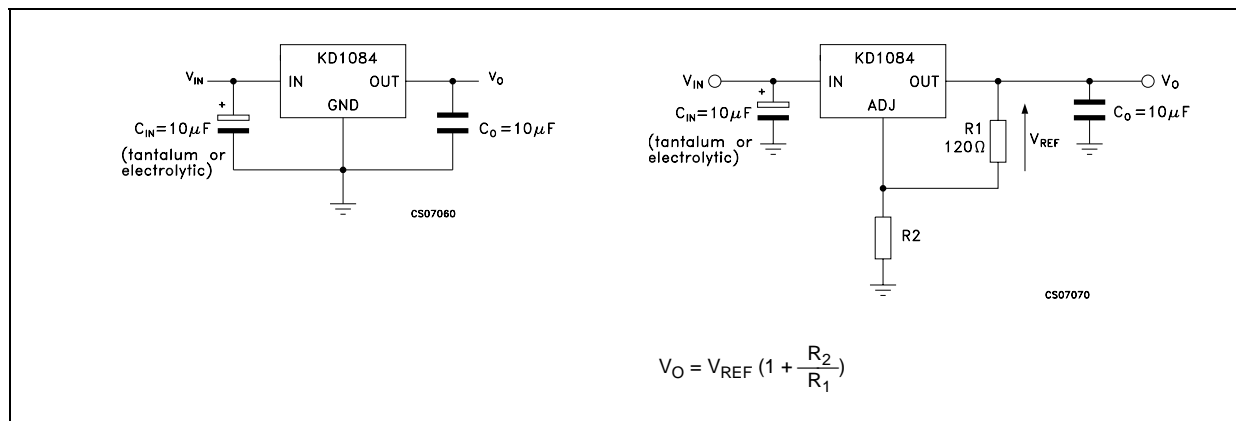 KD1084
V_IN
IN
OUT
V_O
GND
+
C_IN=10μF
(tantalum or
electrolytic)
C_O=10μF
CS07060
KD1084
V_IN
IN
OUT
V_O
ADJ
+
C_IN=10μF
(tantalum or
electrolytic)
R1
120Ω
V_REF
C_O=10μF
R2
CS07070
V_O = V_REF (1 + R_2/R_1)